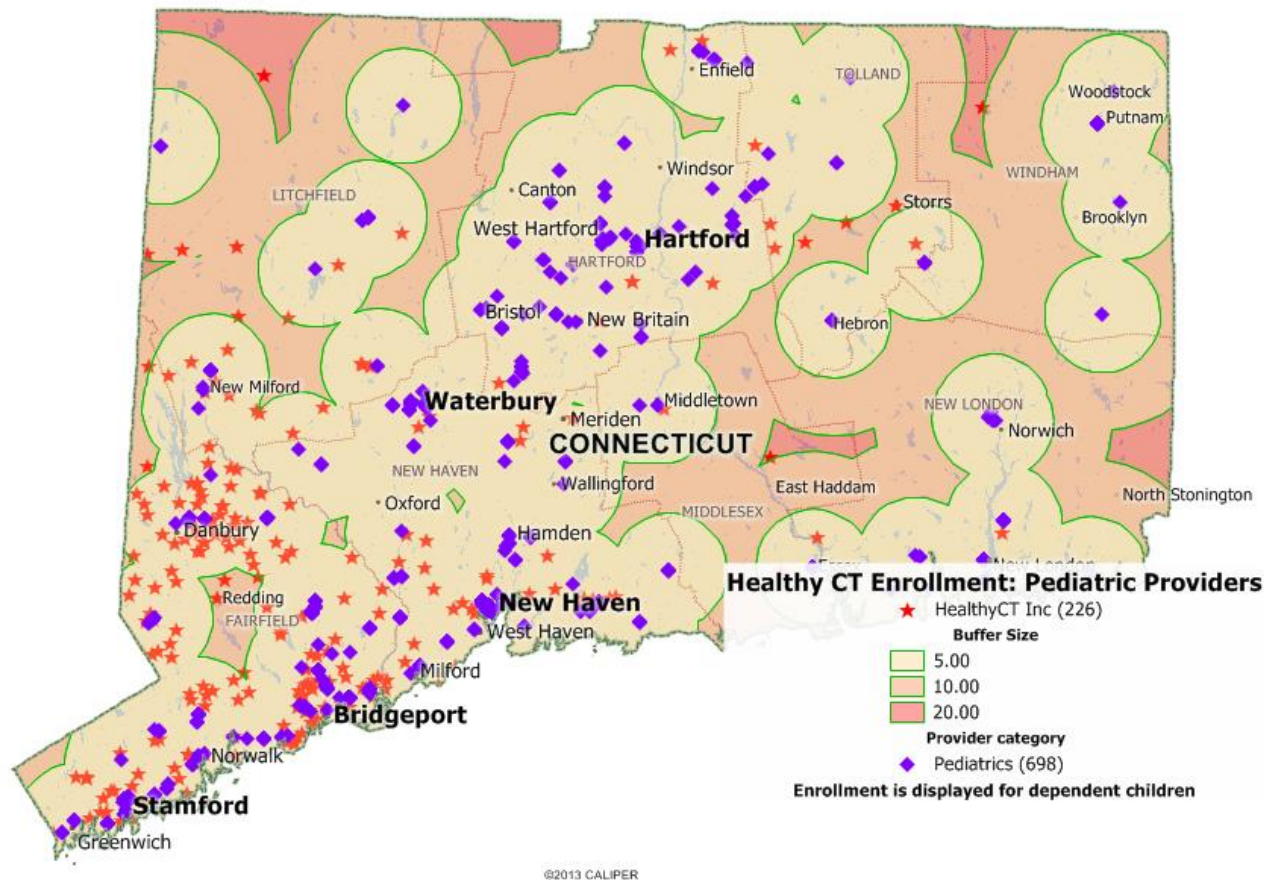 Enfield
TOLLAND
Woodstock
Putnam
WINDHAM
Windsor
Canton
LITCHFIELD
Storrs
Brooklyn
West Hartford
Hartford
HARTFORD
Bristol
New Britain
Hebron
New Milford
Waterbury
Middletown
NEW LONDON
Meriden
Norwich
CONNECTICUT
NEW HAVEN
Wallingford
East Haddam
North Stonington
Oxford
MIDDLESEX
Danbury
Hamden
Essex
New London
Redding
FAIRFIELD
New Haven
West Haven
Milford
Bridgeport
Norwalk
Stamford
Greenwich
Healthy CT Enrollment: Pediatric Providers
HealthyCT Inc (226)
Buffer Size
5.00
10.00
20.00
Provider category
Pediatrics (698)
Enrollment is displayed for dependent children
©2013 CALIPER